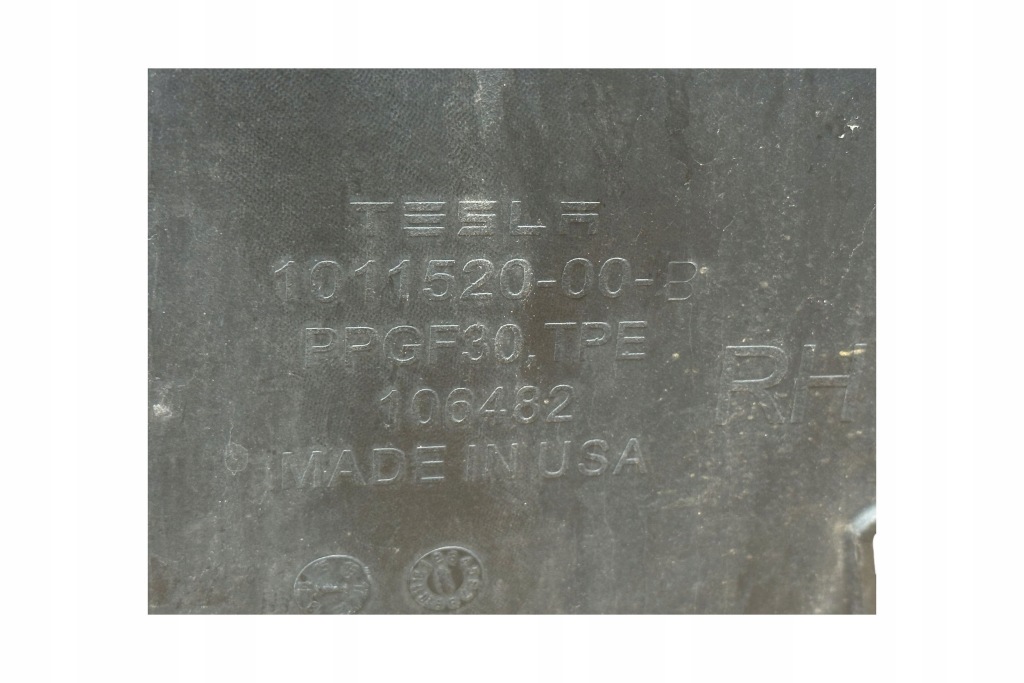 TESLA
1011520-00-B
PPGF30, TPE
106482
MADE IN USA
RH